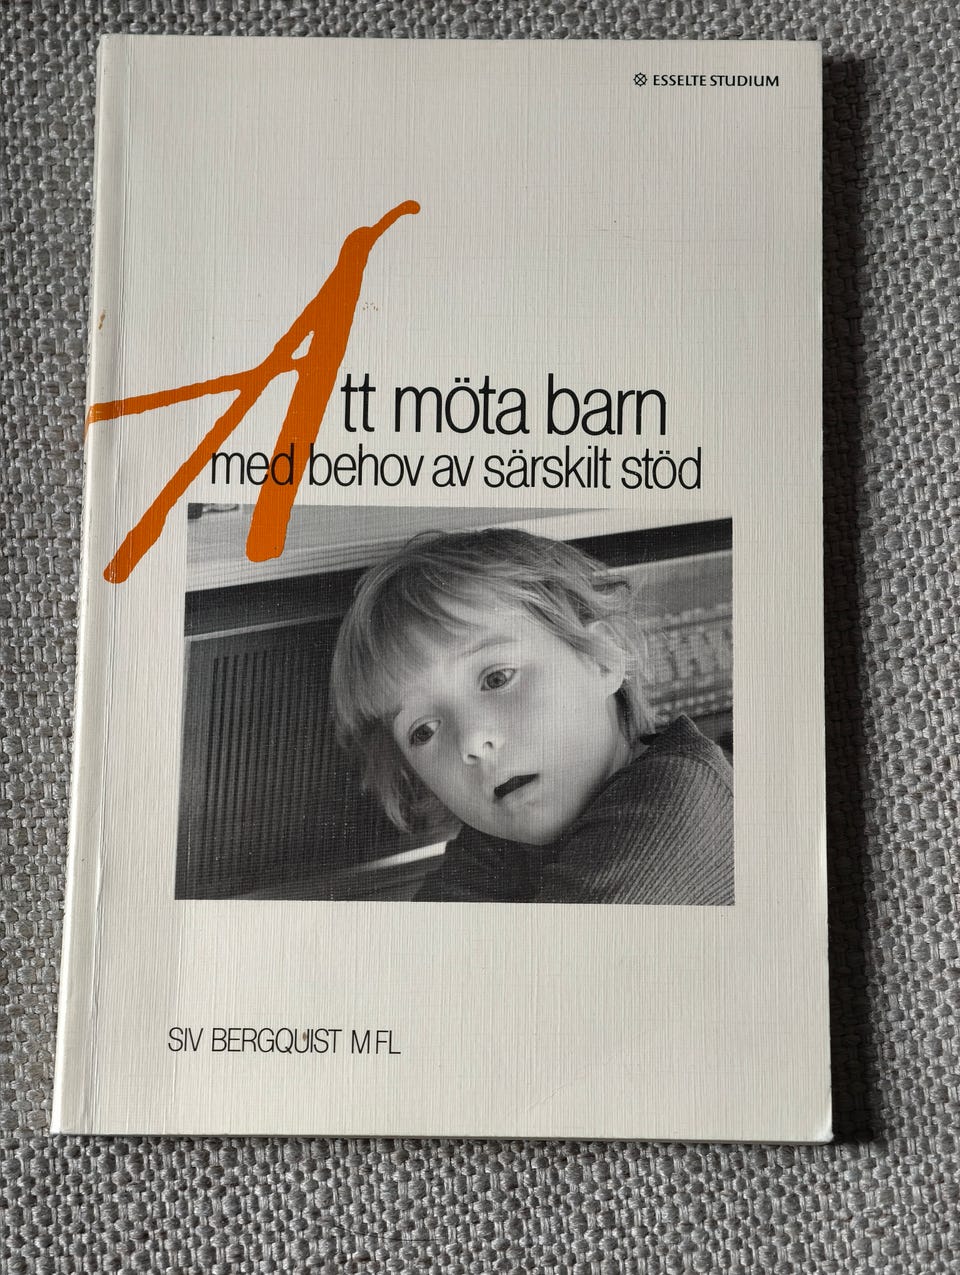 ESSELTE STUDIUM
Att möta barn
med behov av särskilt stöd
SIV BERGQUIST M FL